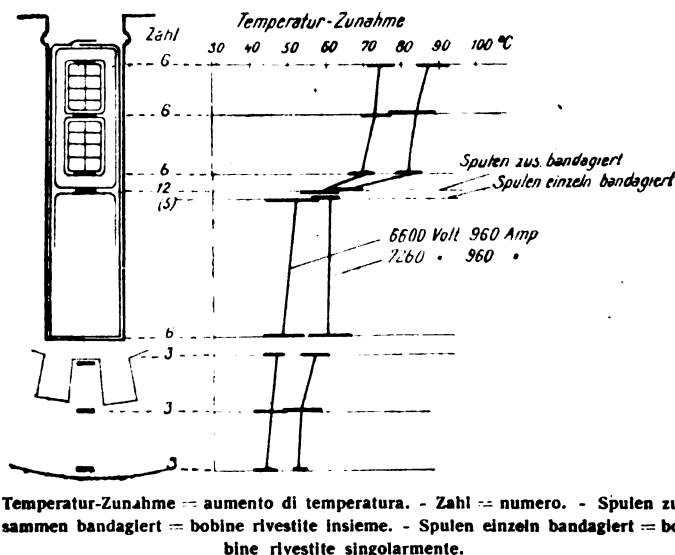 Temperatur-Zunahme
Zahl
30 40 50 60 70 80 90 100 °C
6
6
6
Spulen zus. bandagiert
12
Spulen einzeln bandagiert
(5)
6600 Volt 960 Amp
7260 " 960 "
6
3
3
3
Temperatur-Zunahme = aumento di temperatura. - Zahl = numero. - Spulen zu
sammen bandagiert = bobine rivestite insieme. - Spulen einzeln bandagiert = bo
bine rivestite singolarmente.